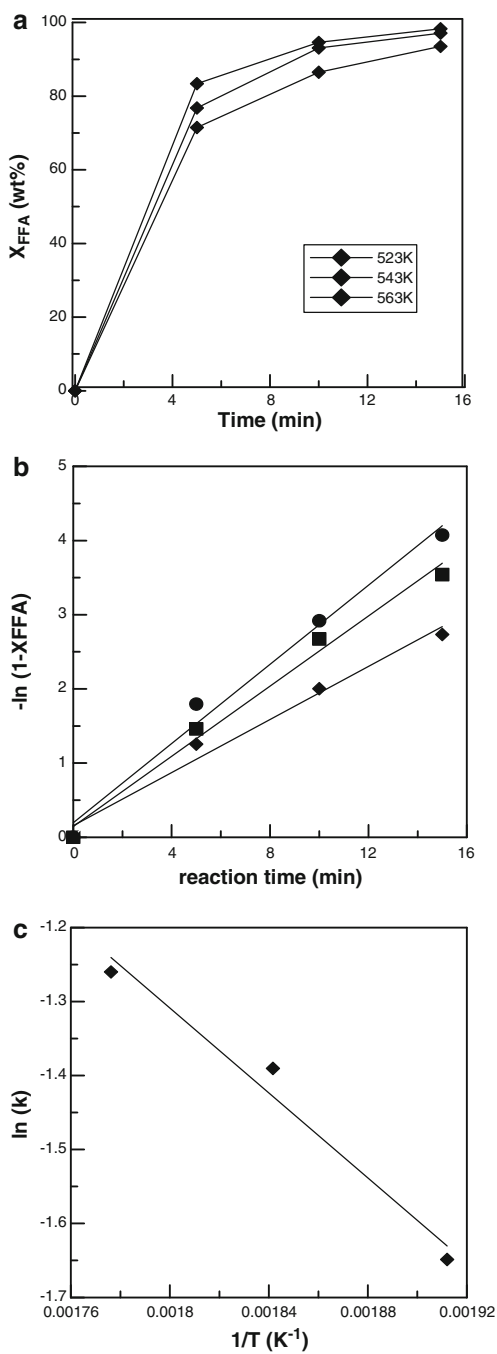 a
100
80
60
40
20
0
X_FFA (wt%)
523K
543K
563K
0 4 8 12 16
Time (min)
b
5
4
3
2
1
0
-ln (1-XFFA)
0 4 8 12 16
reaction time (min)
c
-1.2
-1.3
-1.4
-1.5
-1.6
-1.7
ln (k)
0.00176 0.0018 0.00184 0.00188 0.00192
1/T (K⁻¹)